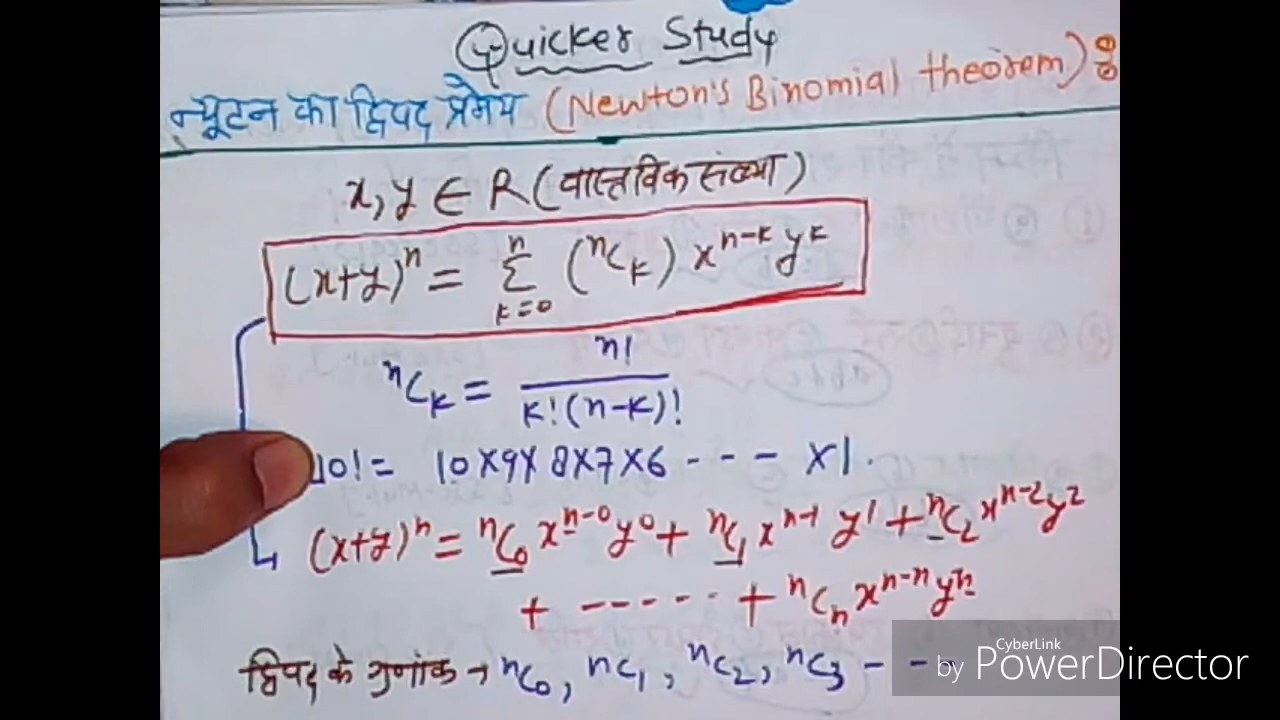 Quicker Study
न्यूटन का द्विपद प्रमेय (Newton's Binomial theorem) :
x, y ∈ R (वास्तविक संख्या)
(x+y)ⁿ = Σ_{k=0}^{n} (ⁿCₖ) xⁿ⁻ᵏ yᵏ
ⁿCₖ = n! / k!(n-k)!
10! = 10×9×8×7×6 - - - ×1.
(x+y)ⁿ = ⁿC₀ xⁿ⁻⁰ y⁰ + ⁿC₁ xⁿ⁻¹ y¹ + ⁿC₂ xⁿ⁻² y²
+ - - - - - + ⁿCₙ xⁿ⁻ⁿ yⁿ
द्विपद के गुणांक → ⁿC₀, ⁿC₁, ⁿC₂, ⁿC₃ - - -
CyberLink
by PowerDirector